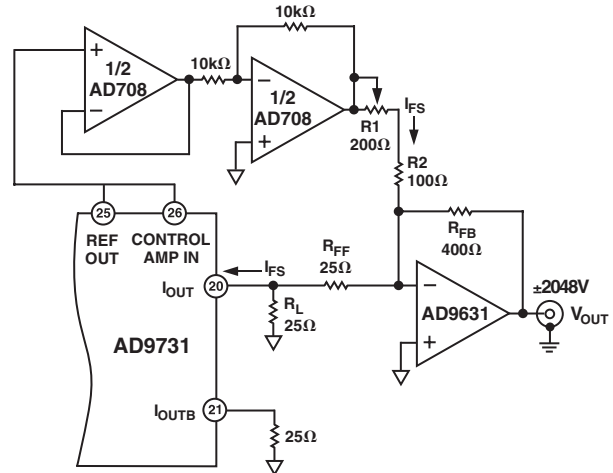 10kΩ
10kΩ
+
–
1/2
AD708
–
+
1/2
AD708
R1
200Ω
I_FS
R2
100Ω
25
26
REF
OUT
CONTROL
AMP IN
I_OUT
20
I_FS
R_L
25Ω
R_FF
25Ω
R_FB
400Ω
–
+
AD9631
±2048V
V_OUT
AD9731
I_OUTB
21
25Ω